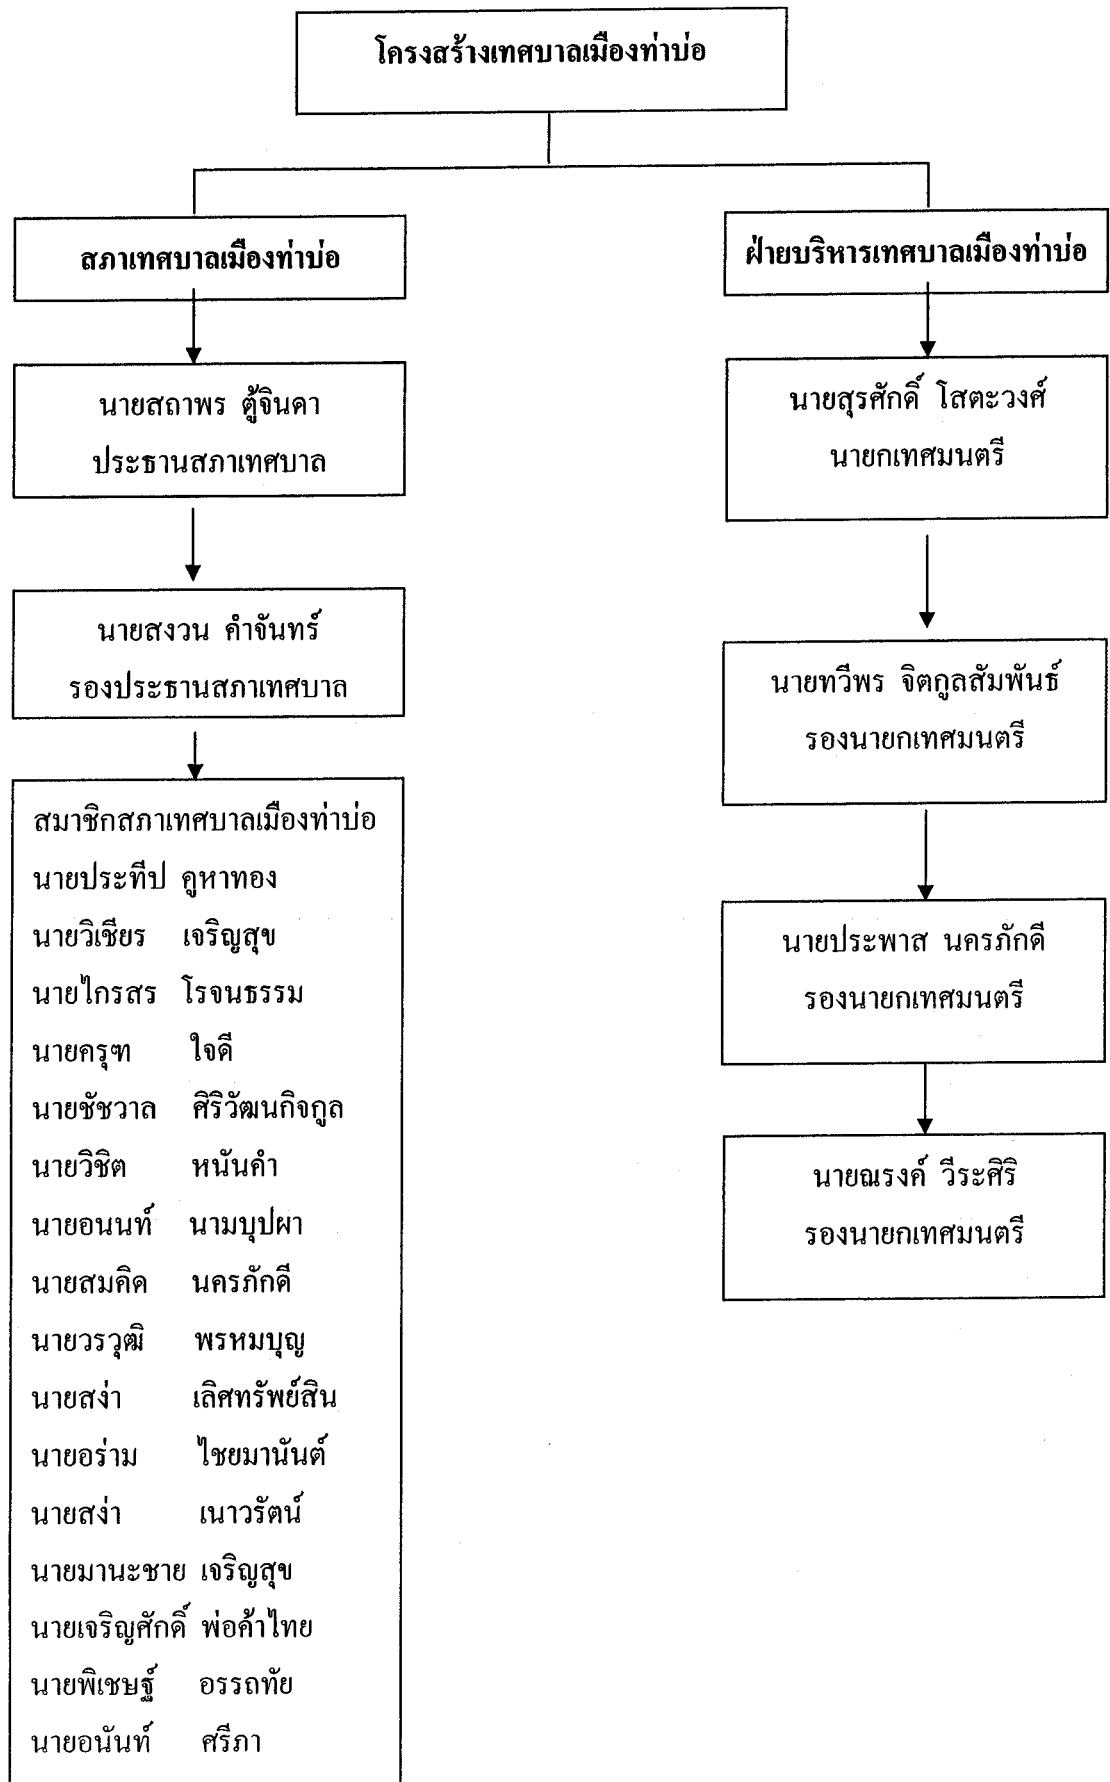 โครงสร้างเทศบาลเมืองท่าบ่อ
สภาเทศบาลเมืองท่าบ่อ
นายสถาพร ตู้จินดา
ประธานสภาเทศบาล
นายสงวน คำจันทร์
รองประธานสภาเทศบาล
สมาชิกสภาเทศบาลเมืองท่าบ่อ
นายประทีป คูหาทอง
นายวิเชียร เจริญสุข
นายไกรสร โรจนธรรม
นายครุฑ ใจดี
นายชัชวาล ศิริวัฒนกิจกูล
นายวิชิต หนันคำ
นายอนนท์ นามบุปผา
นายสมคิด นครภักดี
นายวรวุฒิ พรหมบุญ
นายสง่า เลิศทรัพย์สิน
นายอร่าม ไชยมานันต์
นายสง่า เนาวรัตน์
นายมานะชาย เจริญสุข
นายเจริญศักดิ์ พ่อค้าไทย
นายพิเชษฐ์ อรรถทัย
นายอนันท์ ศรีภา
ฝ่ายบริหารเทศบาลเมืองท่าบ่อ
นายสุรศักดิ์ โสตะวงศ์
นายกเทศมนตรี
นายทวีพร จิตกูลสัมพันธ์
รองนายกเทศมนตรี
นายประพาส นครภักดี
รองนายกเทศมนตรี
นายณรงค์ วีระศิริ
รองนายกเทศมนตรี